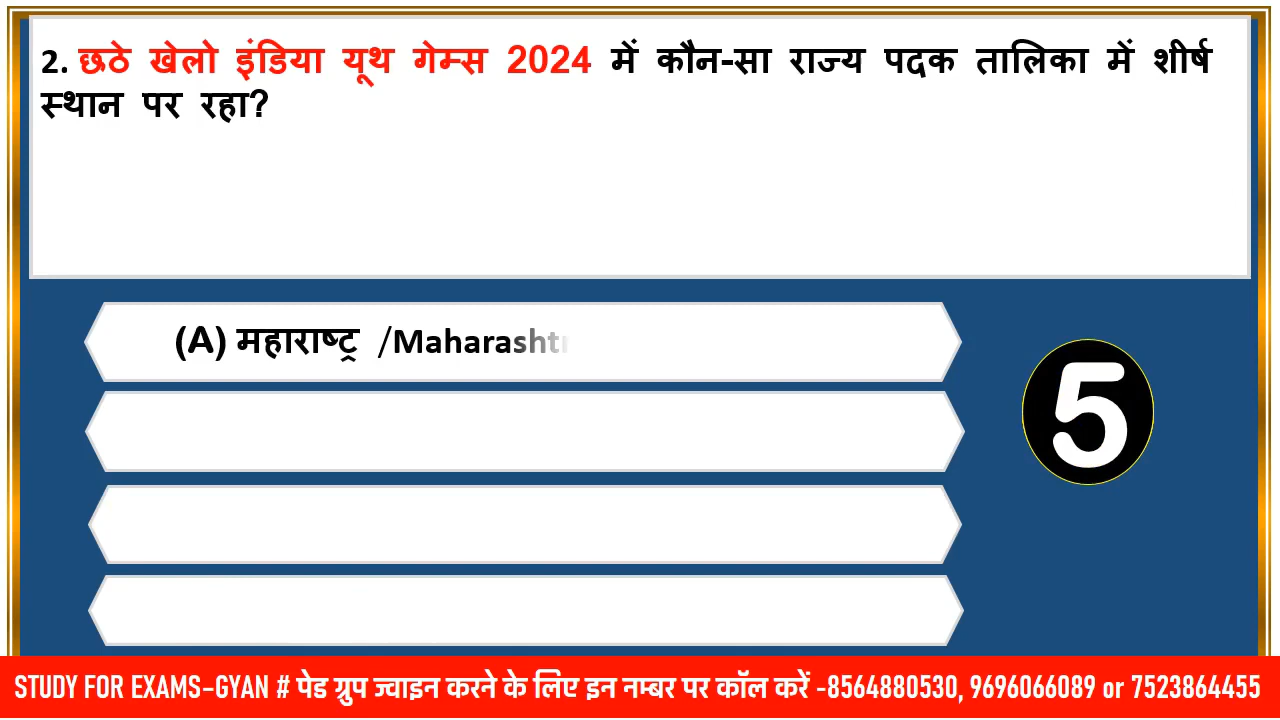 2. छठे खेलो इंडिया यूथ गेम्स 2024 में कौन-सा राज्य पदक तालिका में शीर्ष
स्थान पर रहा?
(A) महाराष्ट्र /Maharasht
5
STUDY FOR EXAMS-GYAN # पेड ग्रुप ज्वाइन करने के लिए इन नम्बर पर कॉल करें -8564880530, 9696066089 or 7523864455